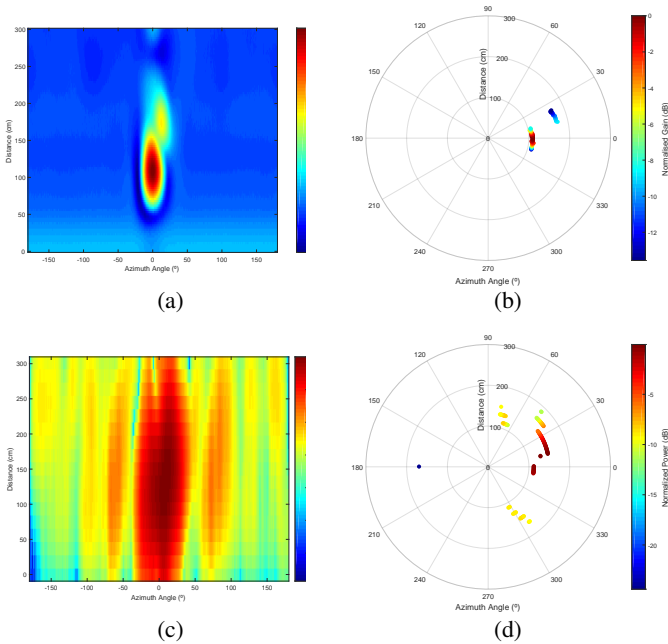 300
250
200
150
100
50
0
Distance (cm)
-150 -100 -50 0 50 100 150
Azimuth Angle (º)
(a)
90
120 60
300
150 30
200
100
180 0 0
Distance (cm)
210 330
240 300
270
Azimuth Angle (º)
0
-2
-4
-6
-8
-10
-12
Normalised Gain (dB)
(b)
300
250
200
150
100
50
0
Distance (cm)
-150 -100 -50 0 50 100 150
Azimuth Angle (º)
(c)
90
120 60
300
150 30
200
100
180 0 0
Distance (cm)
210 330
240 300
270
Azimuth Angle (º)
-5
-10
-15
-20
Normalized Power (dB)
(d)